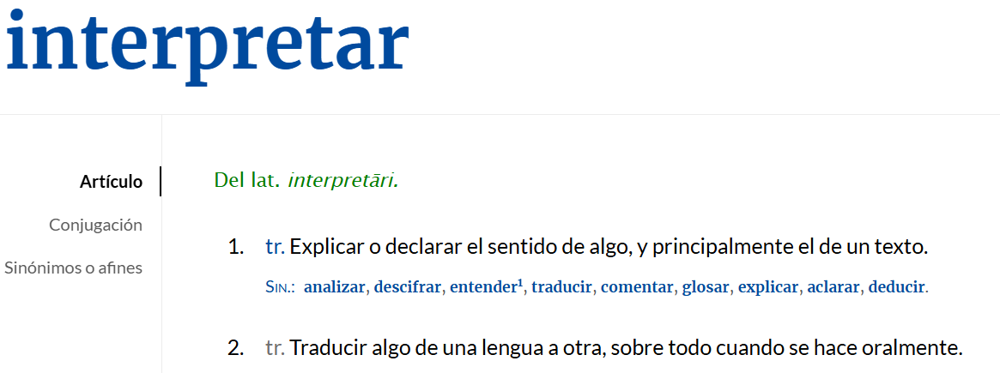 interpretar
Artículo
Conjugación
Sinónimos o afines
Del lat. interpretāri.
1. tr. Explicar o declarar el sentido de algo, y principalmente el de un texto.
Sin.: analizar, descifrar, entender¹, traducir, comentar, glosar, explicar, aclarar, deducir.
2. tr. Traducir algo de una lengua a otra, sobre todo cuando se hace oralmente.